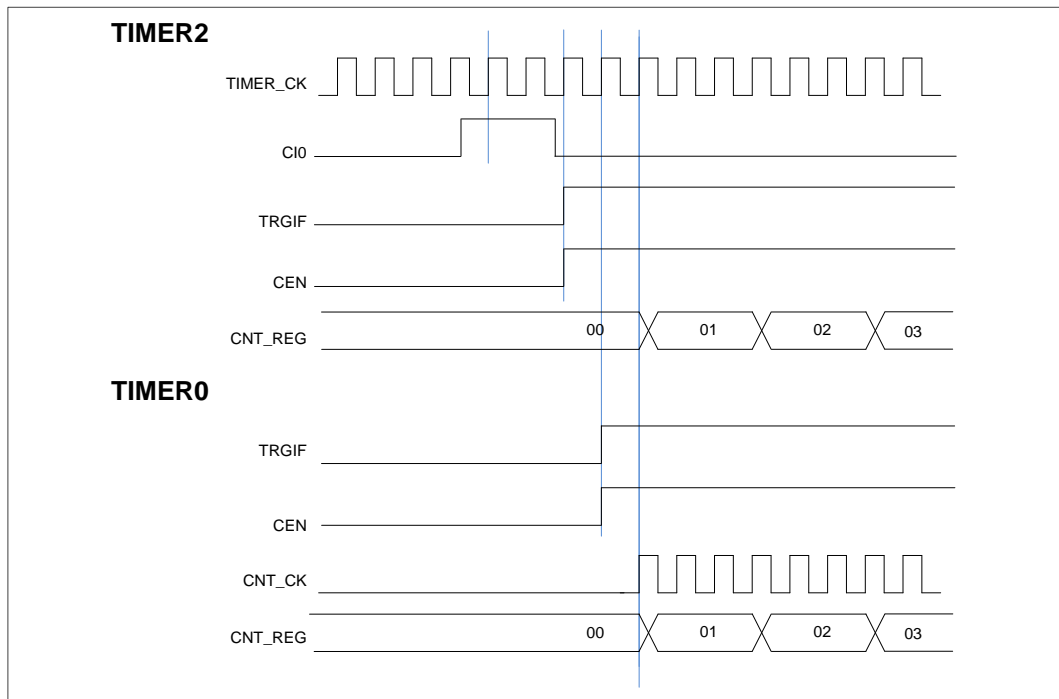 TIMER2
TIMER_CK
CI0
TRGIF
CEN
CNT_REG 00 01 02 03
TIMER0
TRGIF
CEN
CNT_CK
CNT_REG 00 01 02 03